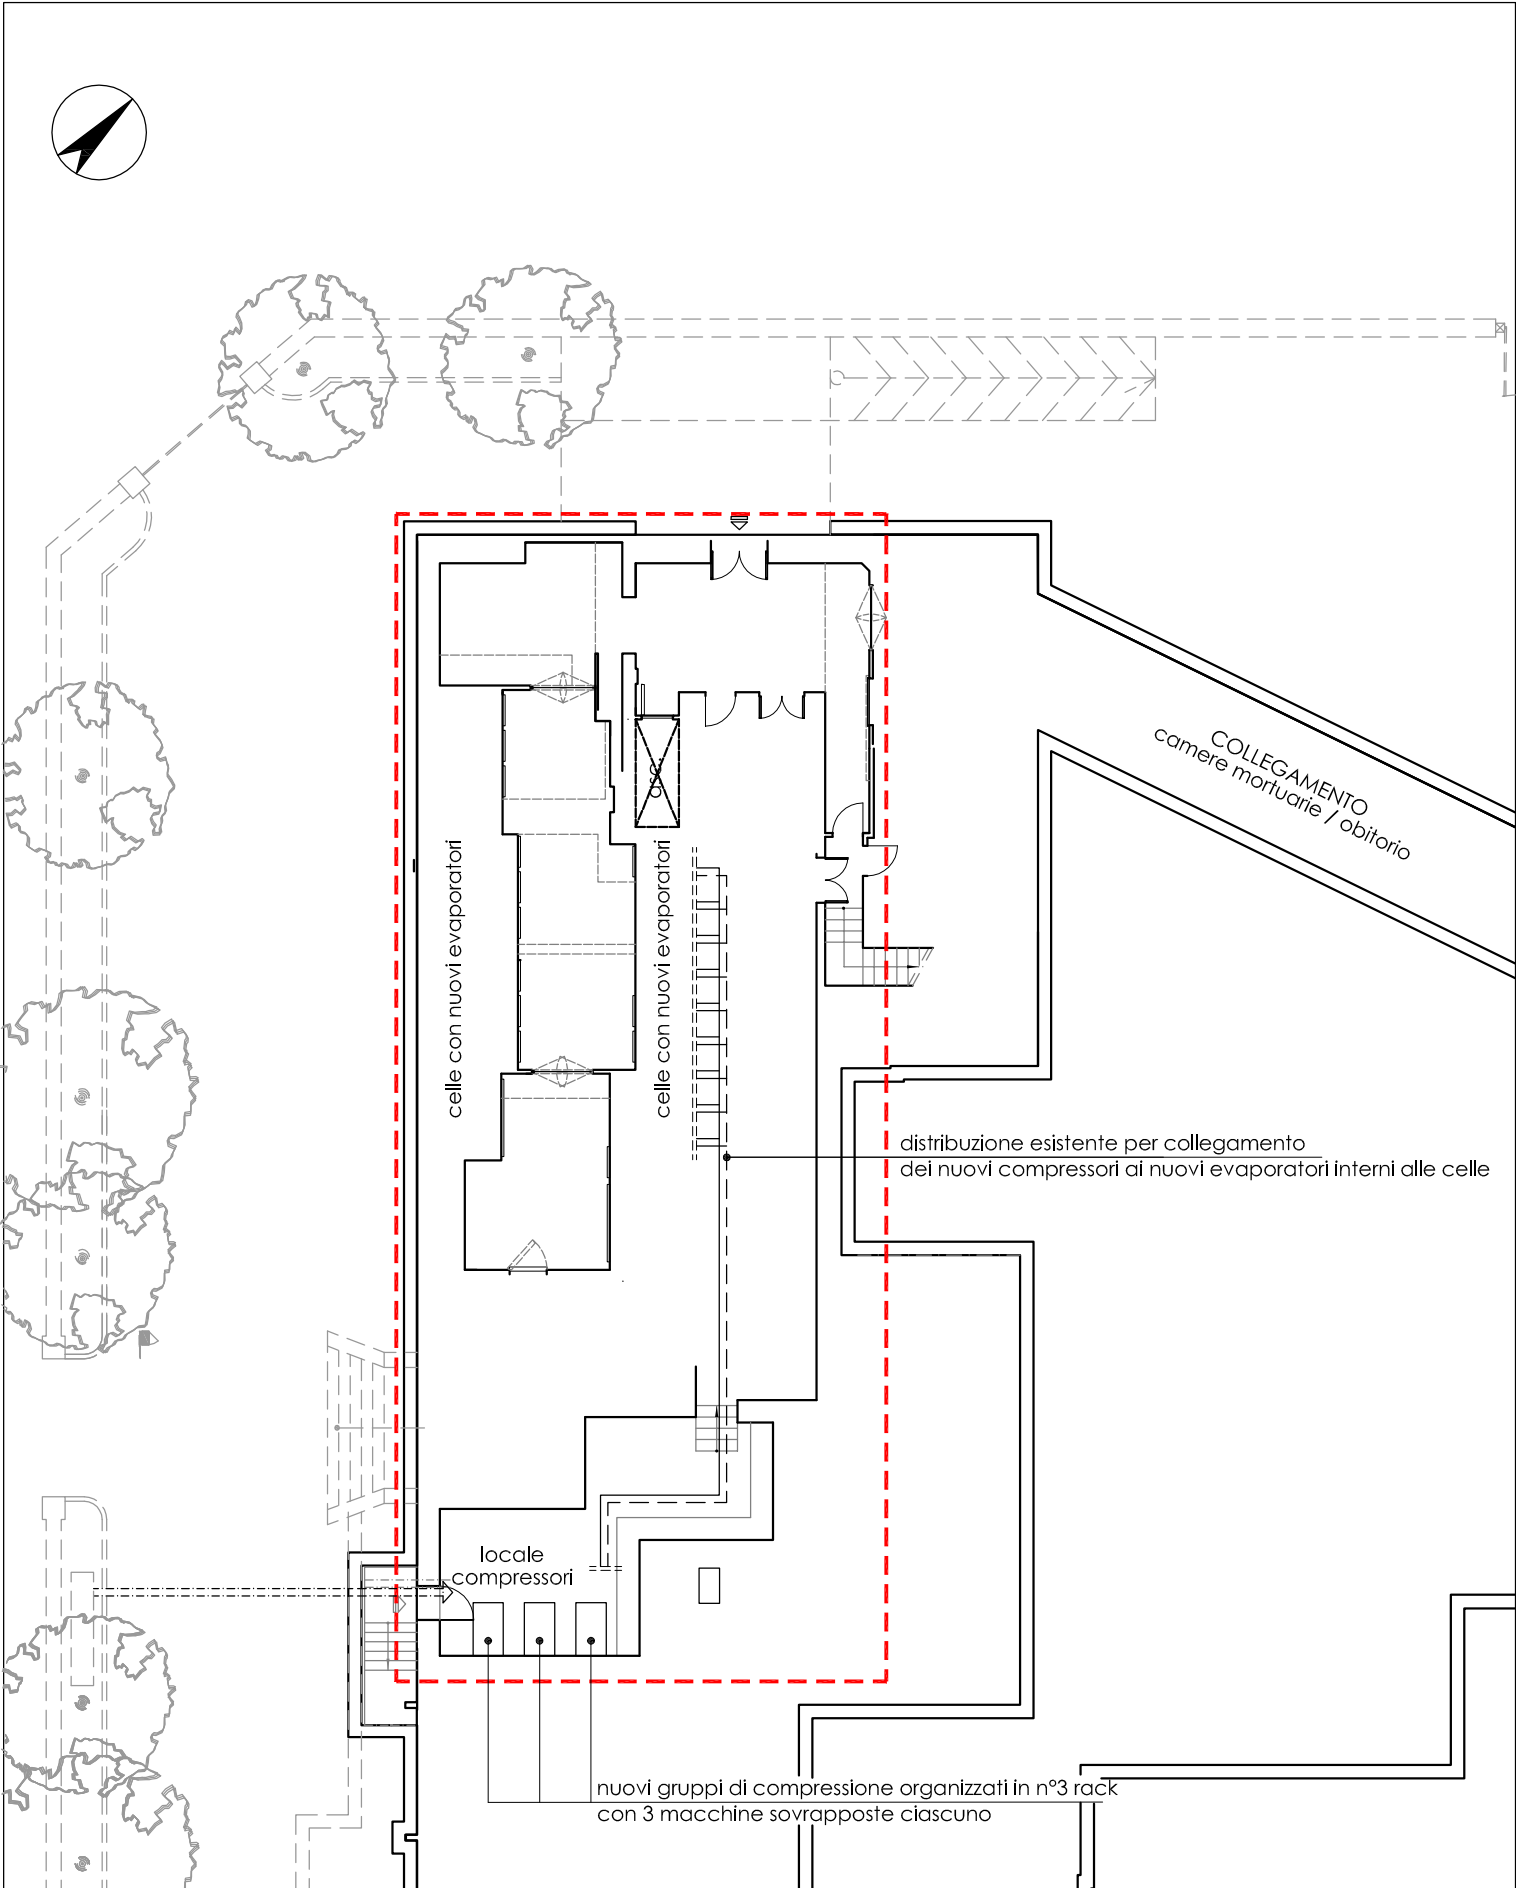 COLLEGAMENTO
camere mortuarie / obitorio
asc.
celle con nuovi evaporatori
celle con nuovi evaporatori
distribuzione esistente per collegamento
dei nuovi compressori ai nuovi evaporatori interni alle celle
locale
compressori
nuovi gruppi di compressione organizzati in n°3 rack
con 3 macchine sovrapposte ciascuno